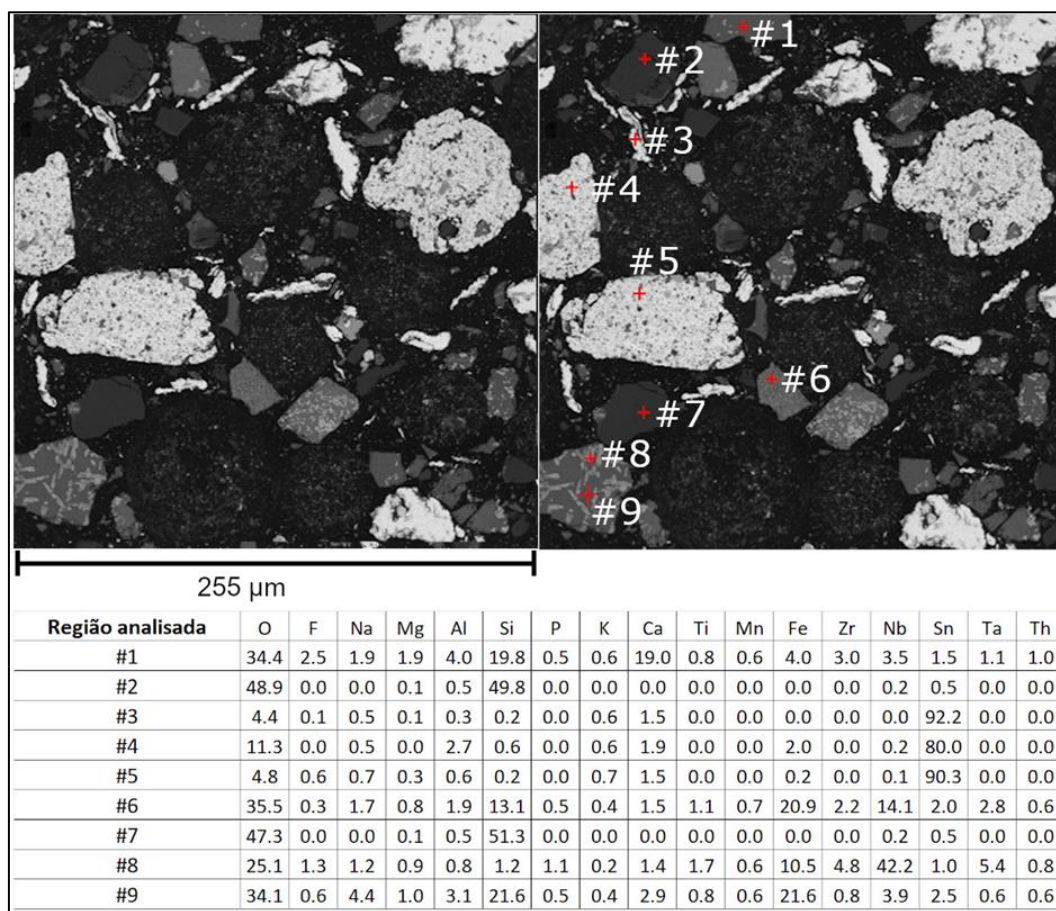 #1
#2
#3
#4
#5
#6
#7
#8
#9
255 µm
Região analisada O F Na Mg Al Si P K Ca Ti Mn Fe Zr Nb Sn Ta Th
#1 34.4 2.5 1.9 1.9 4.0 19.8 0.5 0.6 19.0 0.8 0.6 4.0 3.0 3.5 1.5 1.1 1.0
#2 48.9 0.0 0.0 0.1 0.5 49.8 0.0 0.0 0.0 0.0 0.0 0.0 0.0 0.2 0.5 0.0 0.0
#3 4.4 0.1 0.5 0.1 0.3 0.2 0.0 0.6 1.5 0.0 0.0 0.0 0.0 0.0 92.2 0.0 0.0
#4 11.3 0.0 0.5 0.0 2.7 0.6 0.0 0.6 1.9 0.0 0.0 2.0 0.0 0.2 80.0 0.0 0.0
#5 4.8 0.6 0.7 0.3 0.6 0.2 0.0 0.7 1.5 0.0 0.0 0.2 0.0 0.1 90.3 0.0 0.0
#6 35.5 0.3 1.7 0.8 1.9 13.1 0.5 0.4 1.5 1.1 0.7 20.9 2.2 14.1 2.0 2.8 0.6
#7 47.3 0.0 0.0 0.1 0.5 51.3 0.0 0.0 0.0 0.0 0.0 0.0 0.0 0.2 0.5 0.0 0.0
#8 25.1 1.3 1.2 0.9 0.8 1.2 1.1 0.2 1.4 1.7 0.6 10.5 4.8 42.2 1.0 5.4 0.8
#9 34.1 0.6 4.4 1.0 3.1 21.6 0.5 0.4 2.9 0.8 0.6 21.6 0.8 3.9 2.5 0.6 0.6